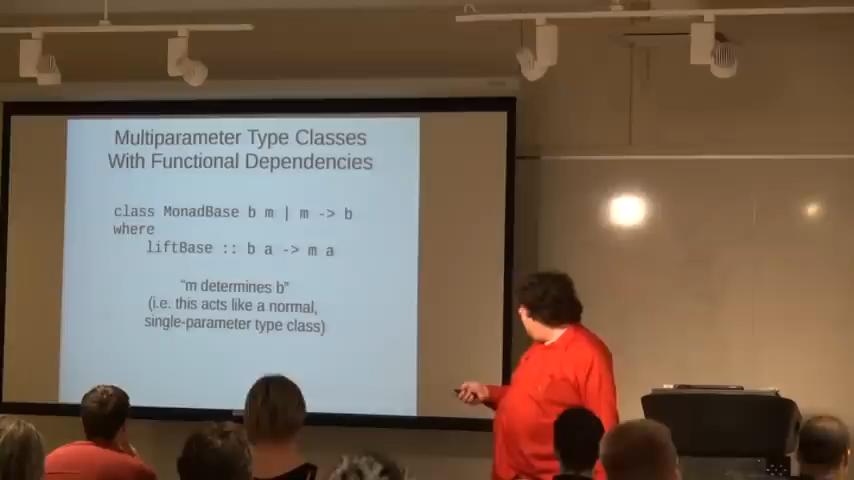 Multiparameter Type Classes
With Functional Dependencies
class MonadBase b m | m -> b
where
liftBase :: b a -> m a
"m determines b"
(i.e. this acts like a normal,
single-parameter type class)